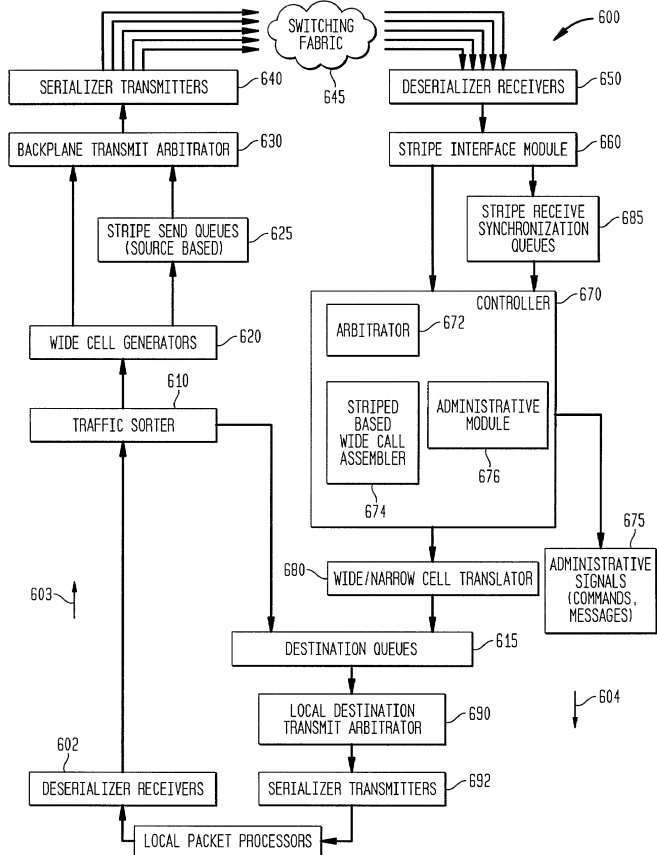 SWITCHING
FABRIC
600
645
SERIALIZER TRANSMITTERS
640
DESERIALIZER RECEIVERS
650
BACKPLANE TRANSMIT ARBITRATOR
630
STRIPE INTERFACE MODULE
660
STRIPE SEND QUEUES
(SOURCE BASED)
625
STRIPE RECEIVE
SYNCHRONIZATION
QUEUES
685
CONTROLLER
670
ARBITRATOR
672
WIDE CELL GENERATORS
620
610
TRAFFIC SORTER
STRIPED
BASED
WIDE CALL
ASSEMBLER
674
ADMINISTRATIVE
MODULE
676
675
ADMINISTRATIVE
SIGNALS
(COMMANDS,
MESSAGES)
680
WIDE/NARROW CELL TRANSLATOR
603
DESTINATION QUEUES
615
604
LOCAL DESTINATION
TRANSMIT ARBITRATOR
690
602
DESERIALIZER RECEIVERS
SERIALIZER TRANSMITTERS
692
LOCAL PACKET PROCESSORS